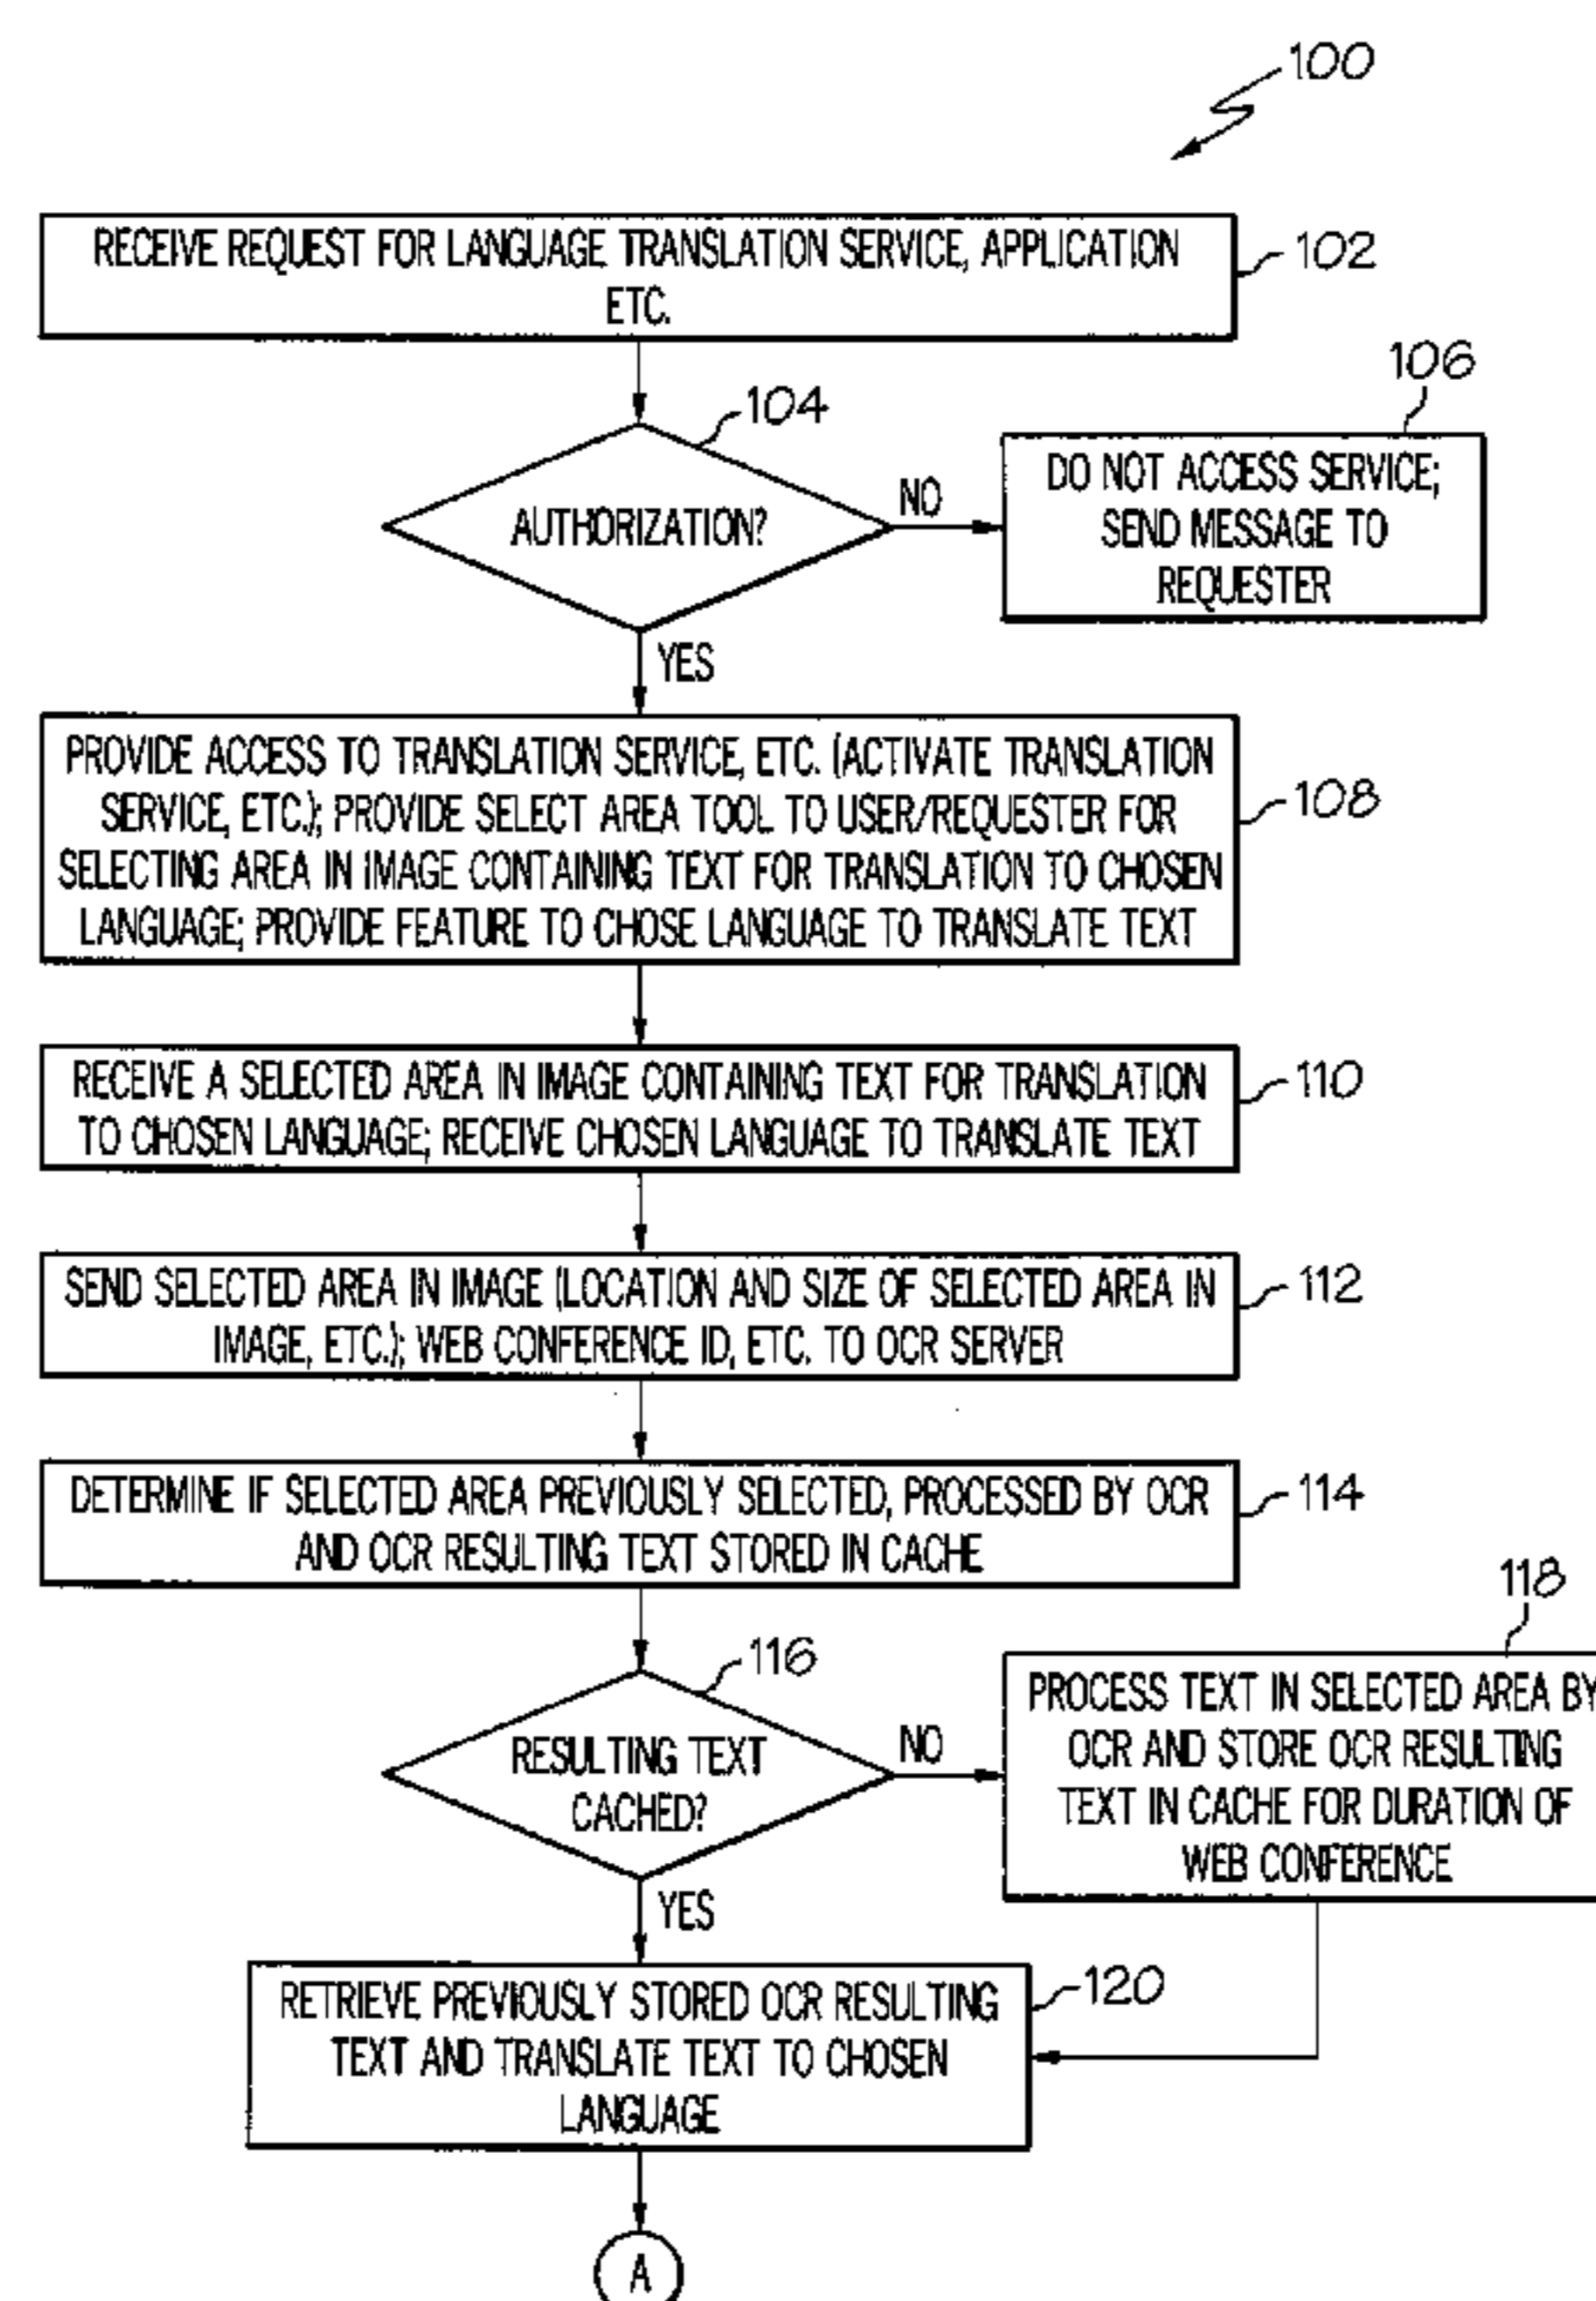 100
RECEIVE REQUEST FOR LANGUAGE TRANSLATION SERVICE, APPLICATION
ETC.
102
104
AUTHORIZATION?
NO
106
DO NOT ACCESS SERVICE;
SEND MESSAGE TO
REQUESTER
YES
PROVIDE ACCESS TO TRANSLATION SERVICE, ETC. (ACTIVATE TRANSLATION
SERVICE, ETC.); PROVIDE SELECT AREA TOOL TO USER/REQUESTER FOR
SELECTING AREA IN IMAGE CONTAINING TEXT FOR TRANSLATION TO CHOSEN
LANGUAGE; PROVIDE FEATURE TO CHOSE LANGUAGE TO TRANSLATE TEXT
108
RECEIVE A SELECTED AREA IN IMAGE CONTAINING TEXT FOR TRANSLATION
TO CHOSEN LANGUAGE; RECEIVE CHOSEN LANGUAGE TO TRANSLATE TEXT
110
SEND SELECTED AREA IN IMAGE (LOCATION AND SIZE OF SELECTED AREA IN
IMAGE, ETC.); WEB CONFERENCE ID, ETC. TO OCR SERVER
112
DETERMINE IF SELECTED AREA PREVIOUSLY SELECTED, PROCESSED BY OCR
AND OCR RESULTING TEXT STORED IN CACHE
114
116
RESULTING TEXT
CACHED?
NO
118
PROCESS TEXT IN SELECTED AREA BY
OCR AND STORE OCR RESULTING
TEXT IN CACHE FOR DURATION OF
WEB CONFERENCE
YES
RETRIEVE PREVIOUSLY STORED OCR RESULTING
TEXT AND TRANSLATE TEXT TO CHOSEN
LANGUAGE
120
A